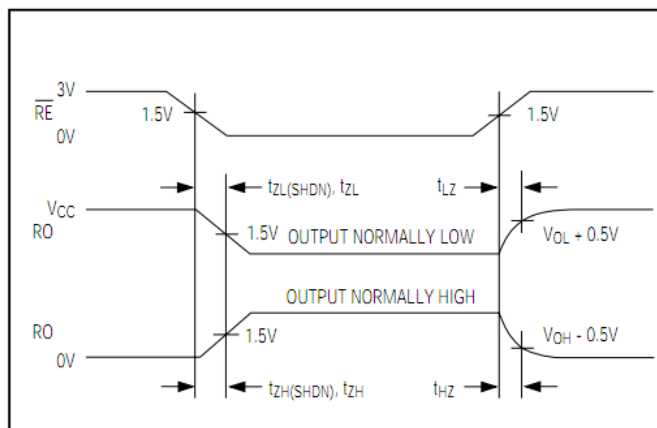 3V
RE
1.5V
1.5V
0V
tZL(SHDN), tZL
tLZ
VCC
RO
1.5V
OUTPUT NORMALLY LOW
VOL + 0.5V
OUTPUT NORMALLY HIGH
RO
1.5V
VOH - 0.5V
0V
tZH(SHDN), tZH
tHZ